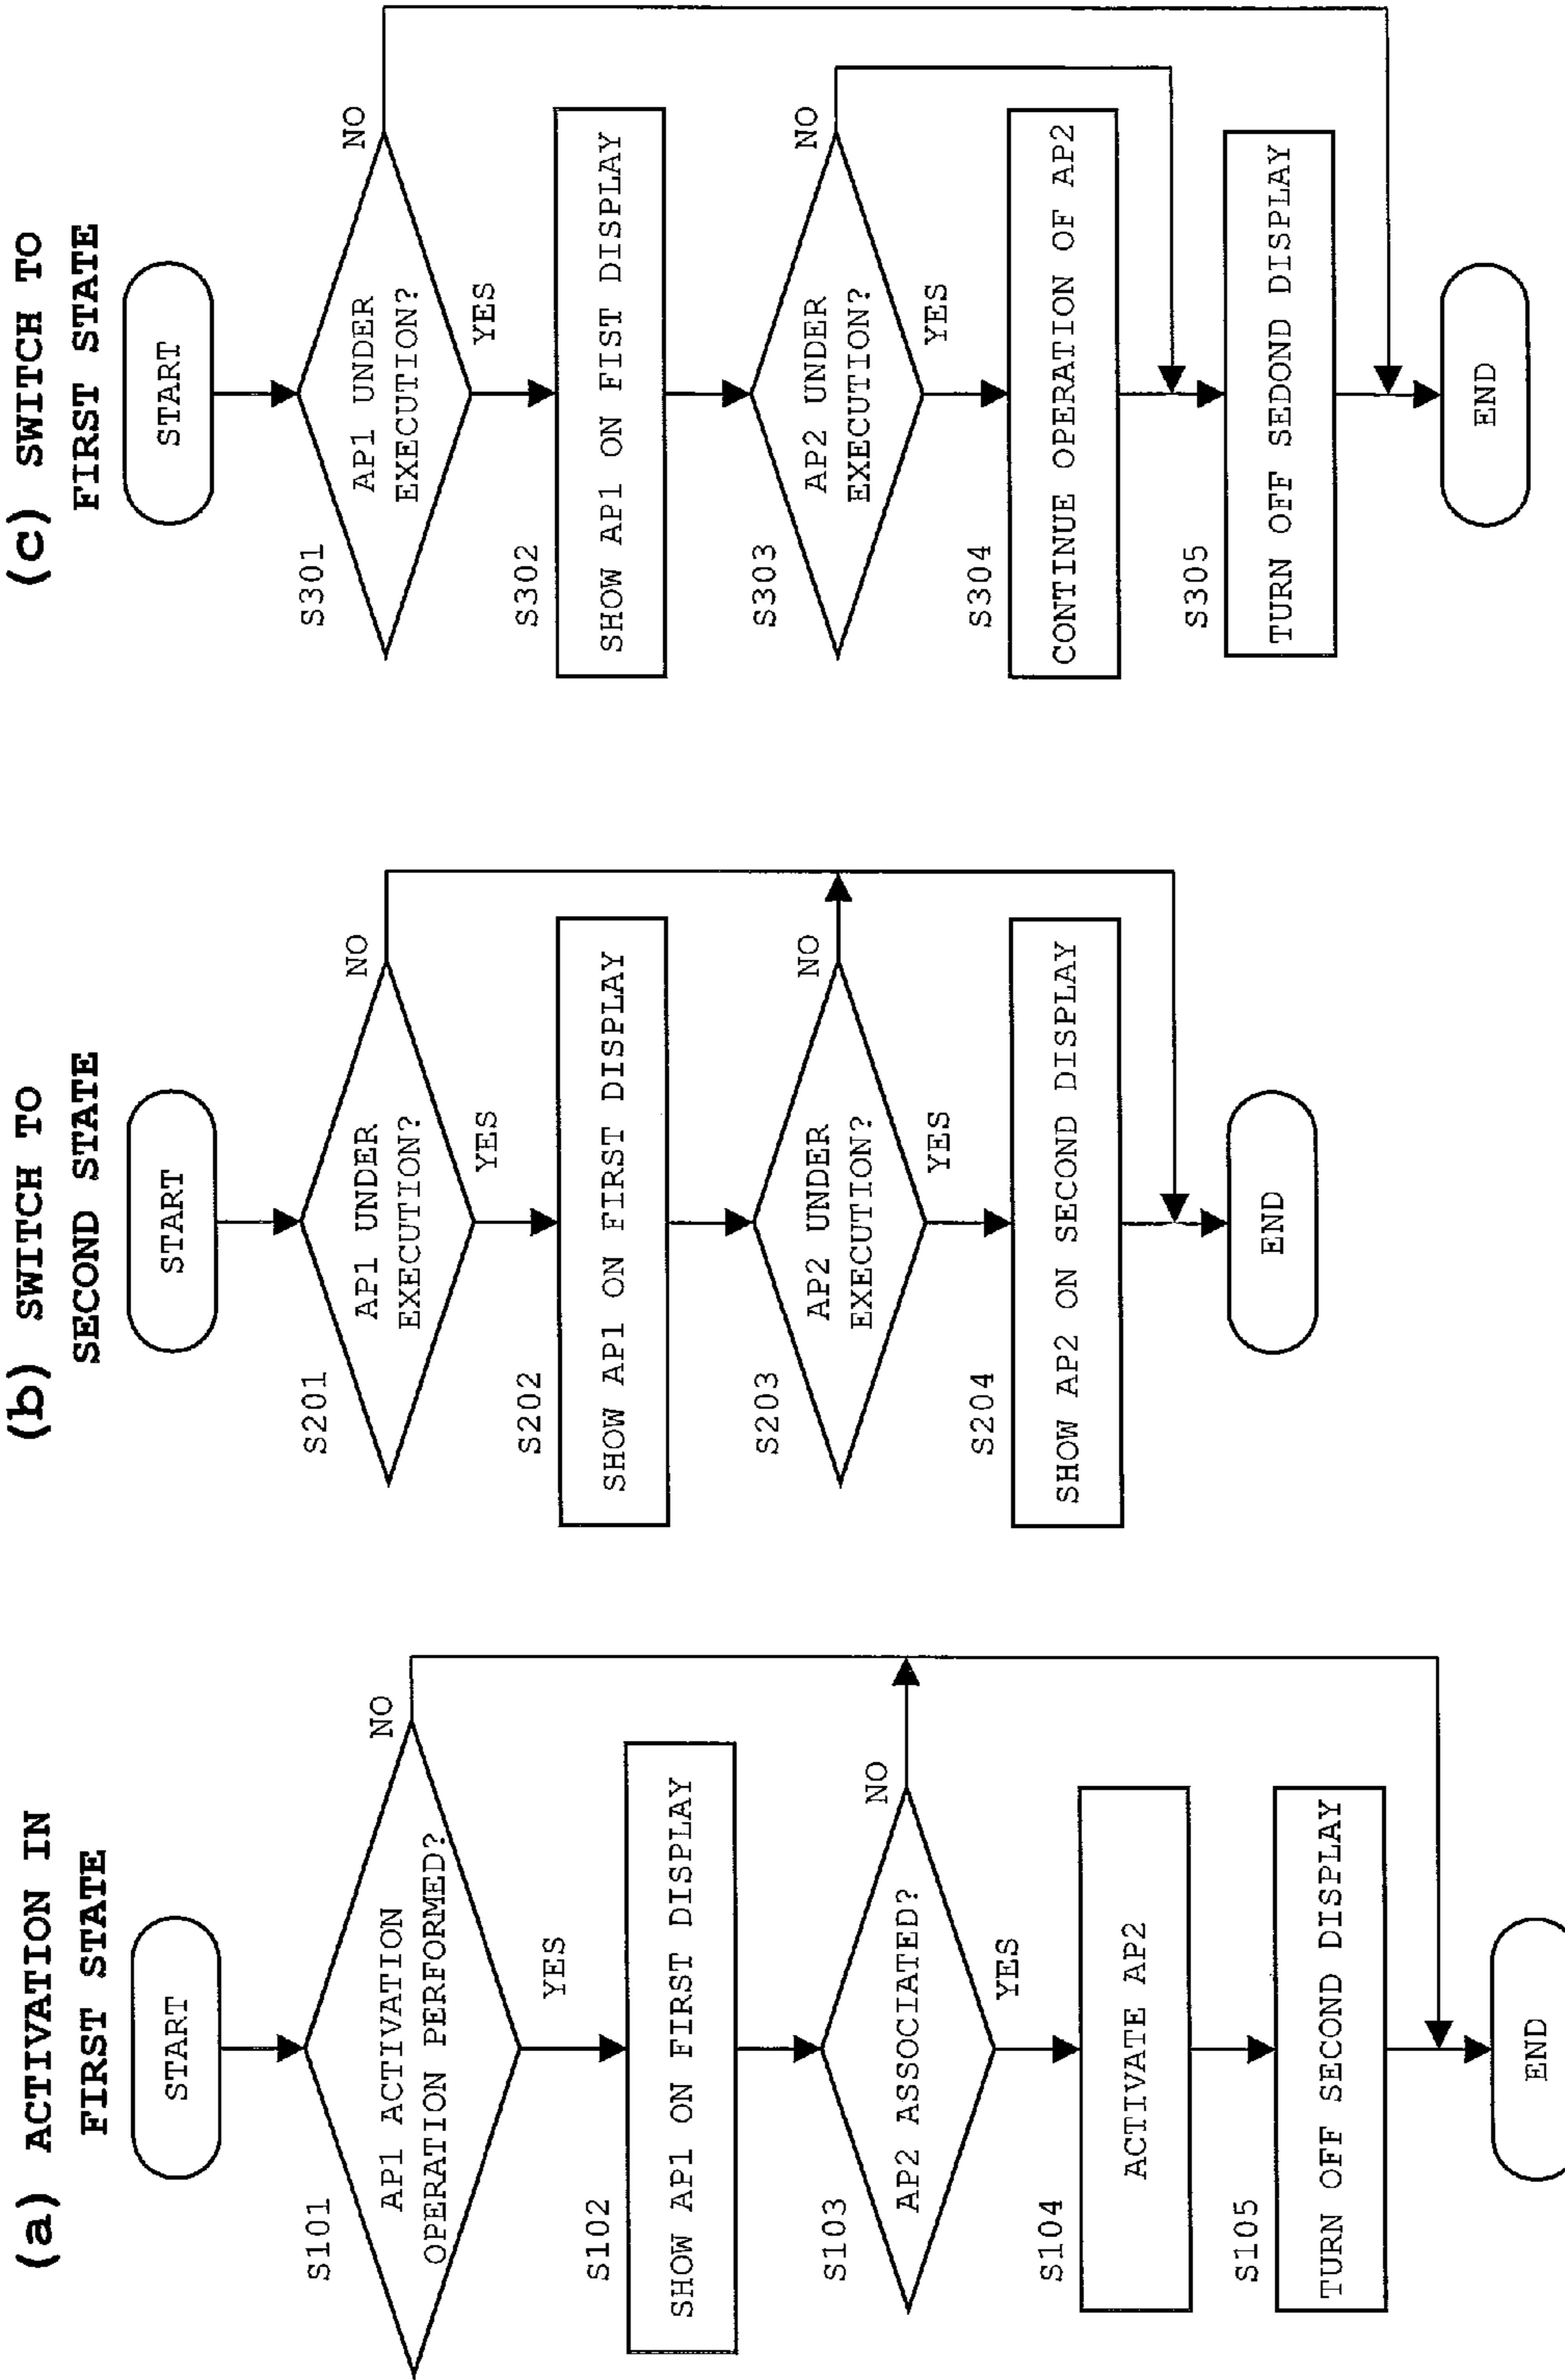 (a) ACTIVATION IN
FIRST STATE
START
S101
AP1 ACTIVATION
OPERATION PERFORMED?
NO
YES
S102
SHOW AP1 ON FIRST DISPLAY
S103
AP2 ASSOCIATED?
NO
YES
S104
ACTIVATE AP2
S105
TURN OFF SECOND DISPLAY
END
(b) SWITCH TO
SECOND STATE
START
S201
AP1 UNDER
EXECUTION?
NO
YES
S202
SHOW AP1 ON FIRST DISPLAY
S203
AP2 UNDER
EXECUTION?
NO
YES
S204
SHOW AP2 ON SECOND DISPLAY
END
(c) SWITCH TO
FIRST STATE
START
S301
AP1 UNDER
EXECUTION?
NO
YES
S302
SHOW AP1 ON FIST DISPLAY
S303
AP2 UNDER
EXECUTION?
NO
YES
S304
CONTINUE OPERATION OF AP2
S305
TURN OFF SEDOND DISPLAY
END